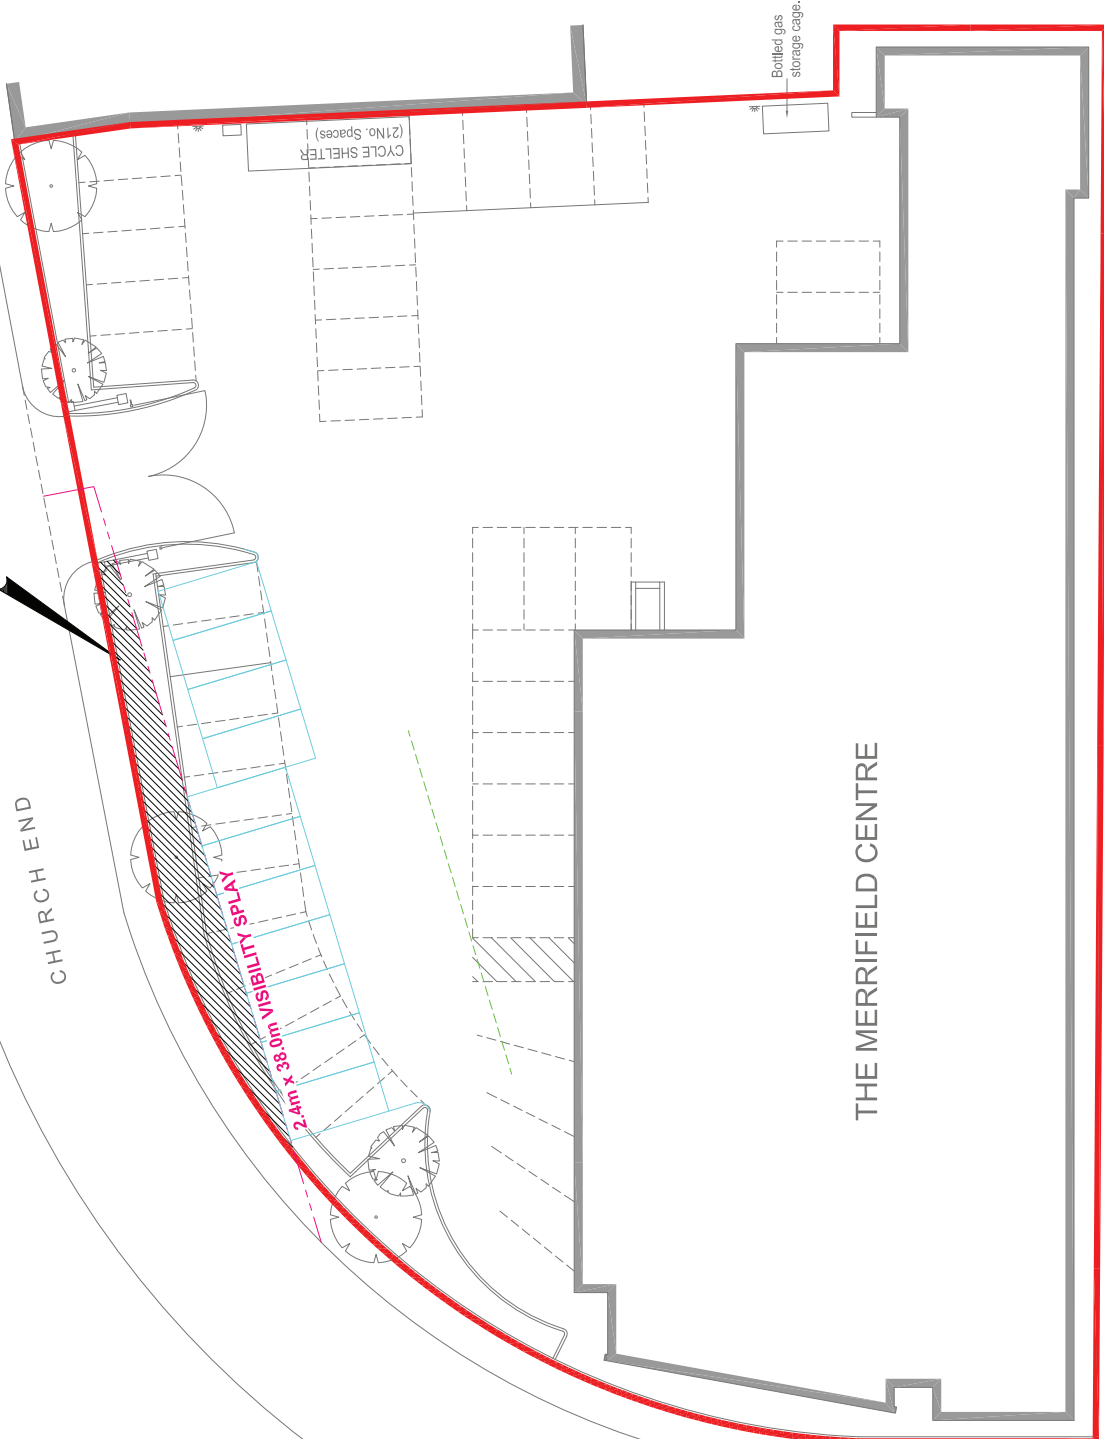 Bottled gas
storage cage.
CYCLE SHELTER
(21No. Spaces)
CHURCH END
2.4m x 38.0m VISIBILITY SPLAY
THE MERRIFIELD CENTRE